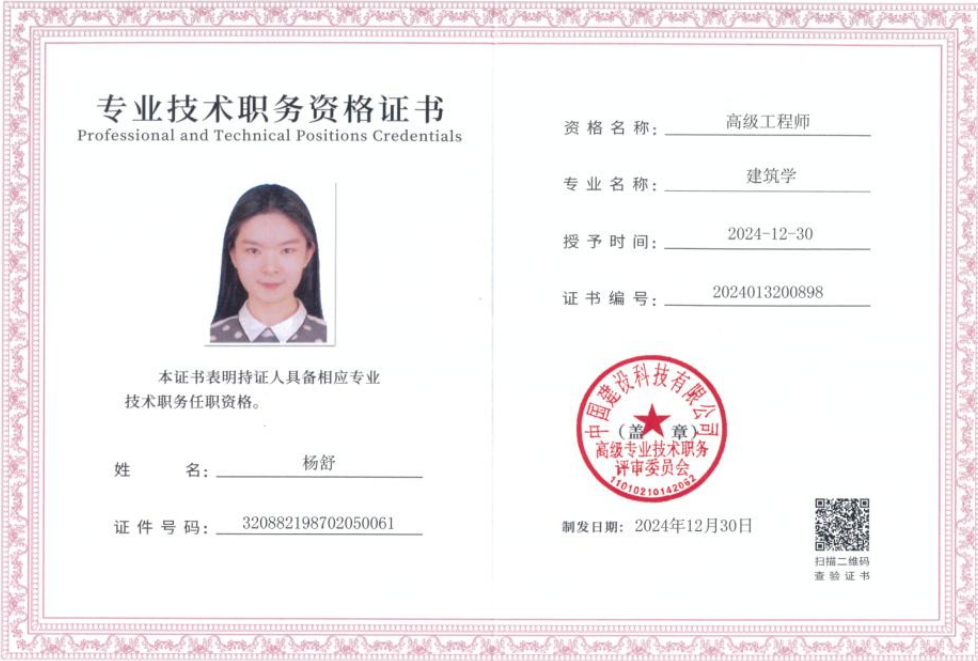 专业技术职务资格证书
Professional and Technical Positions Credentials
本证书表明持证人具备相应专业
技术职务任职资格。
姓 名: 杨舒
证件号码: 320882198702050061
资格名称: 高级工程师
专业名称: 建筑学
授予时间: 2024-12-30
证书编号: 2024013200898
中国建设科技有限公司
(盖 章)
高级专业技术职务
评审委员会
11010210142062
制发日期: 2024年12月30日
扫描二维码
查验证书